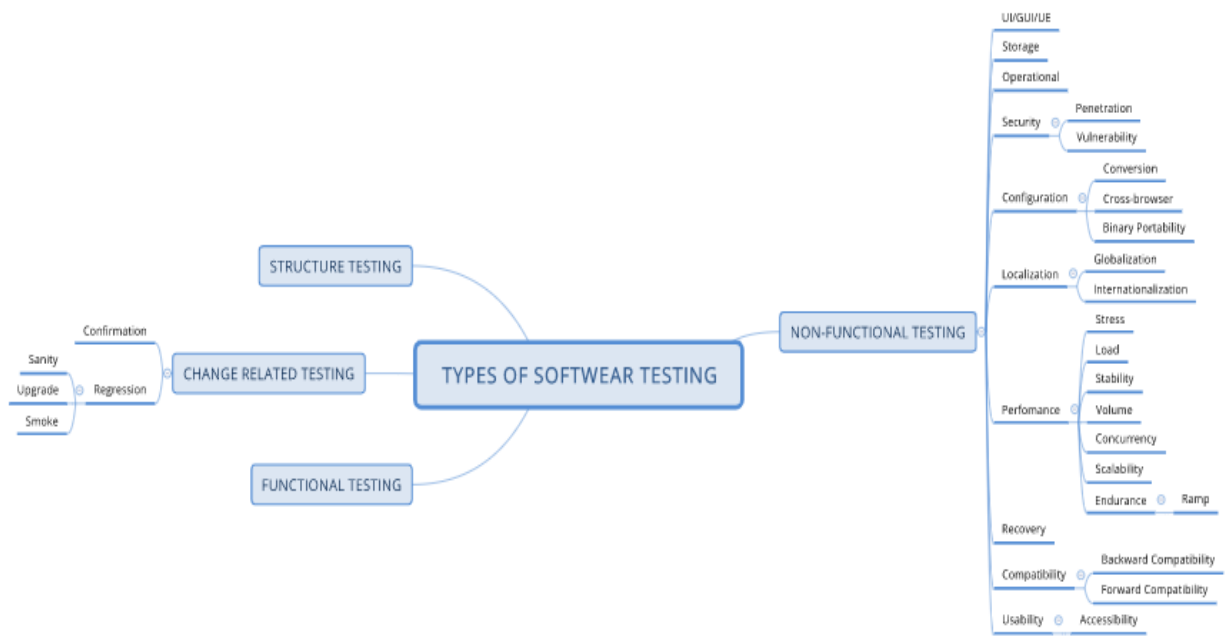 TYPES OF SOFTWEAR TESTING
STRUCTURE TESTING
CHANGE RELATED TESTING
Confirmation
Regression
Sanity
Upgrade
Smoke
FUNCTIONAL TESTING
NON-FUNCTIONAL TESTING
UI/GUI/UE
Storage
Operational
Security
Penetration
Vulnerability
Configuration
Conversion
Cross-browser
Binary Portability
Localization
Globalization
Internationalization
Perfomance
Stress
Load
Stability
Volume
Concurrency
Scalability
Endurance
Ramp
Recovery
Compatibility
Backward Compatibility
Forward Compatibility
Usability
Accessibility